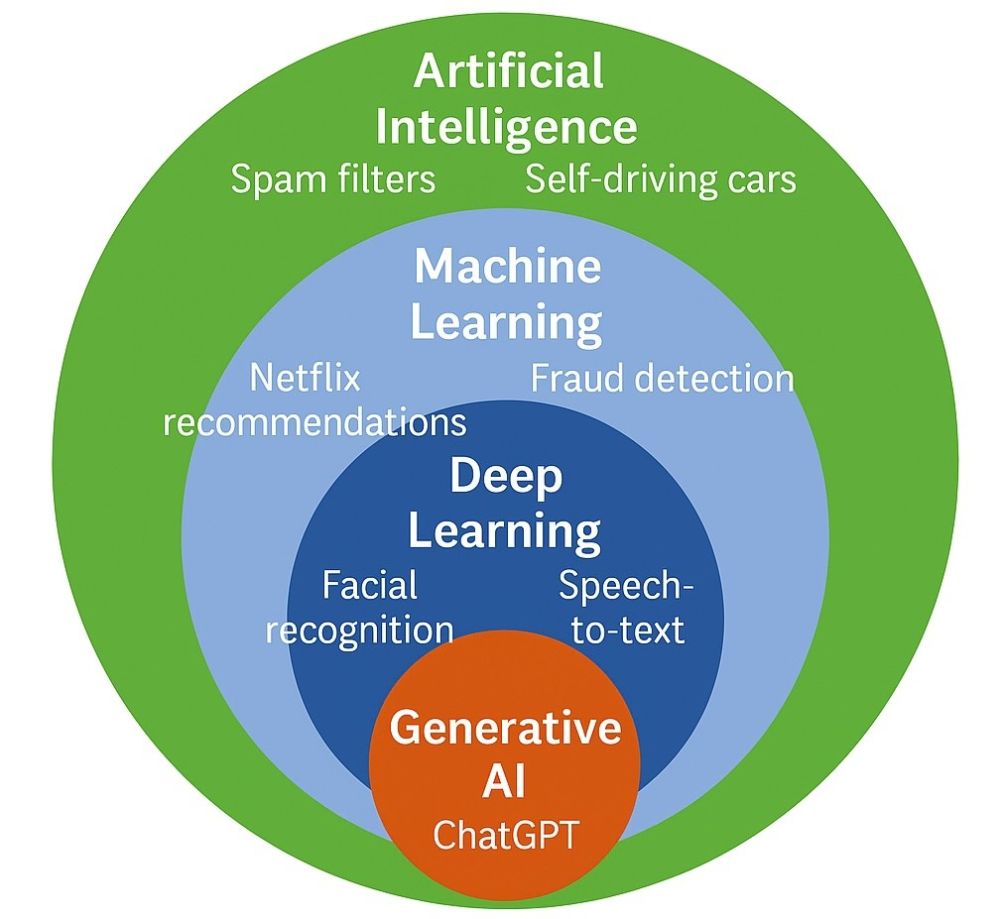 Artificial
Intelligence
Spam filters Self-driving cars
Machine
Learning
Netflix
recommendations
Fraud detection
Deep
Learning
Facial
recognition
Speech-
to-text
Generative
AI
ChatGPT